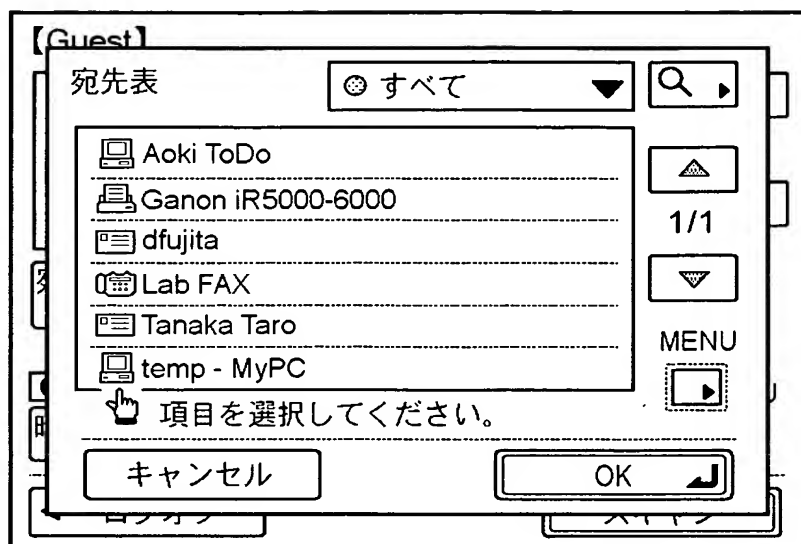 【Guest】
宛先表
すべて
Aoki ToDo
Ganon iR5000-6000
dfujita
1/1
Lab FAX
Tanaka Taro
MENU
temp - MyPC
項目を選択してください。
キャンセル
OK